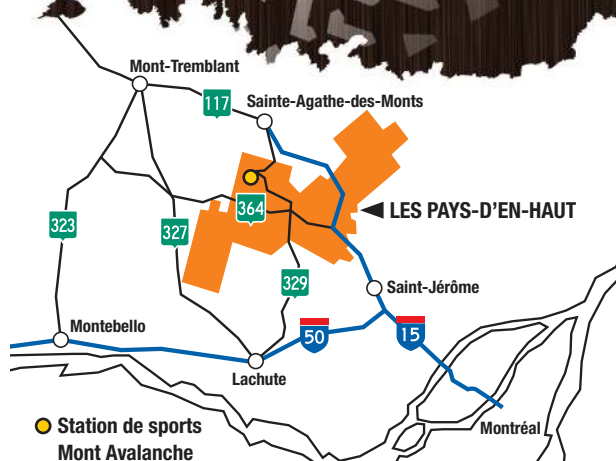 Mont-Tremblant
117
Sainte-Agathe-des-Monts
364
LES PAYS-D'EN-HAUT
323
327
329
Saint-Jérôme
Montebello
50
15
Lachute
Station de sports
Mont Avalanche
Montréal